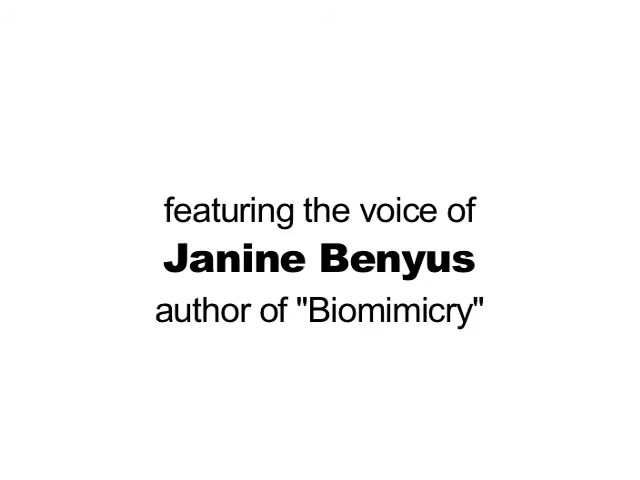 featuring the voice of
Janine Benyus
author of "Biomimicry"